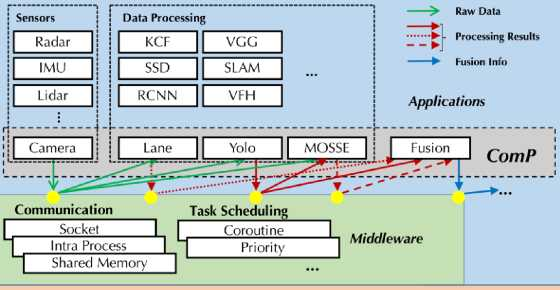 Sensors
Radar
IMU
Lidar
⋮
Camera
Data Processing
KCF
VGG
SSD
SLAM
RCNN
VFH
...
Lane
Yolo
MOSSE
Fusion
Raw Data
Processing Results
Fusion Info
Applications
ComP
...
Communication
Socket
Intra Process
Shared Memory
Task Scheduling
Coroutine
Priority
...
Middleware